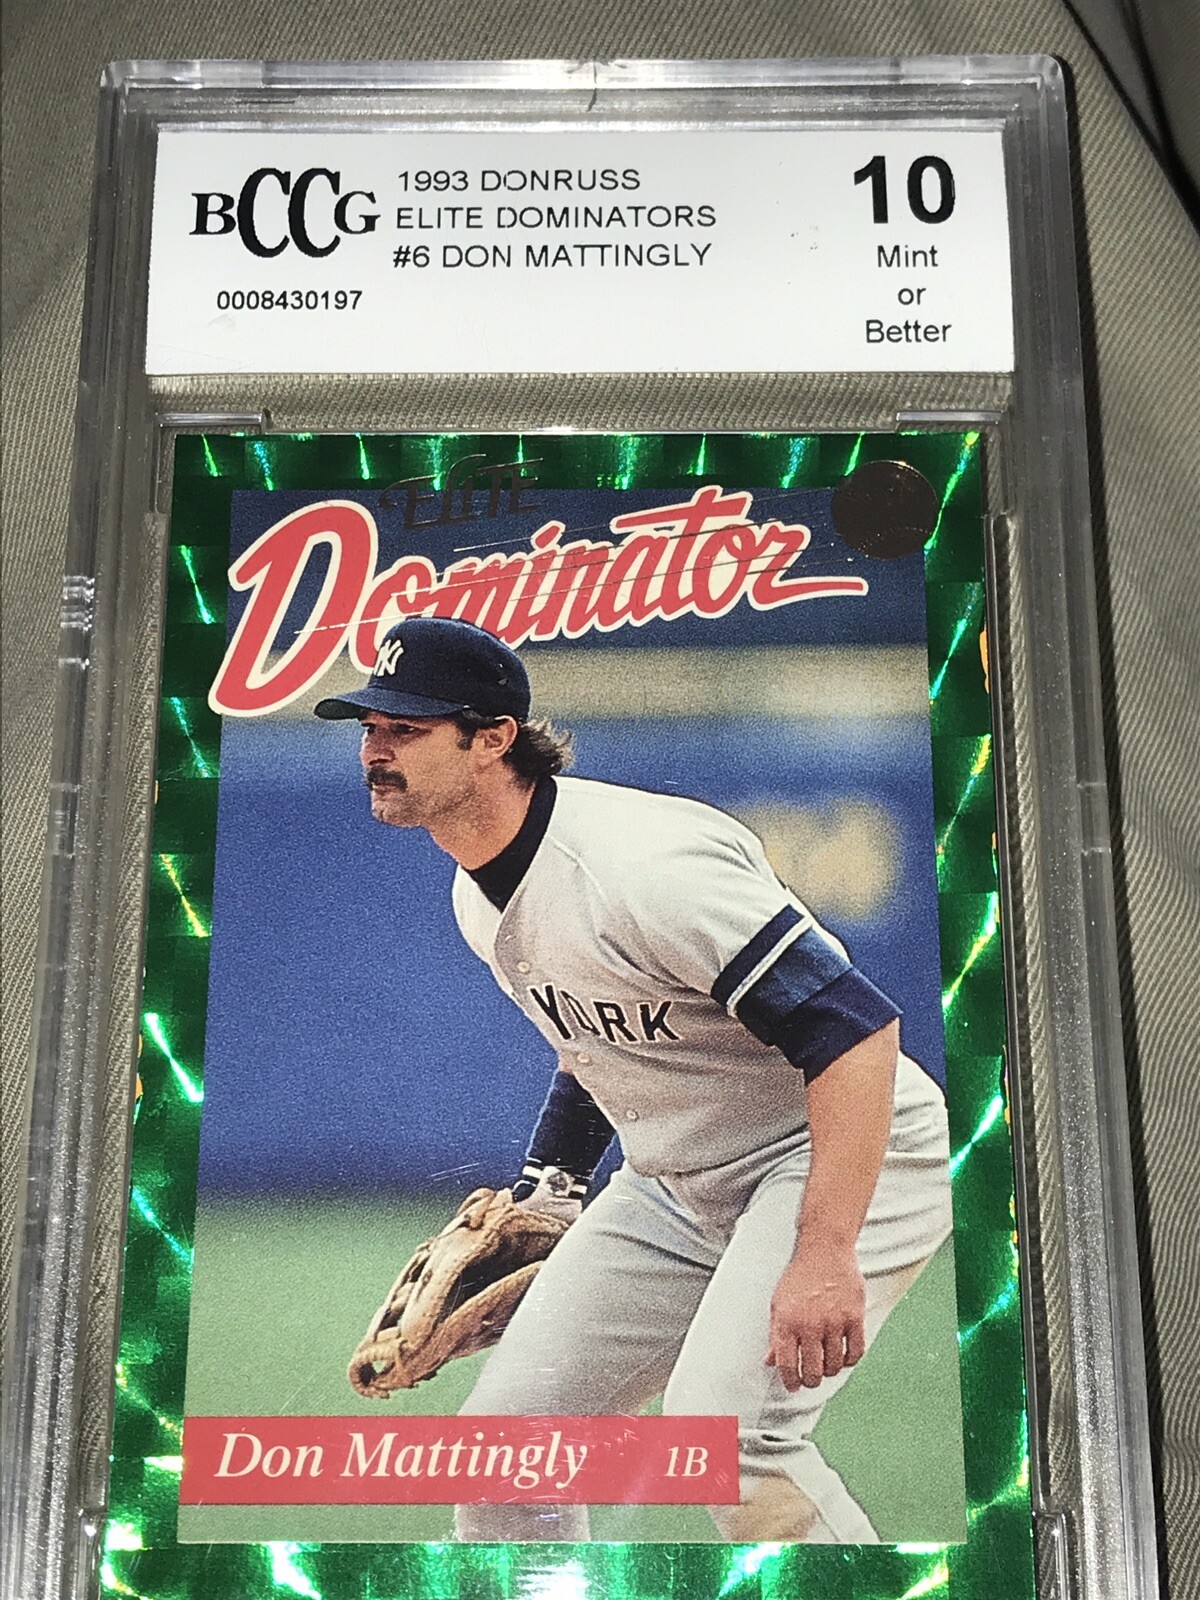 BCCG
1993 DONRUSS
ELITE DOMINATORS
#6 DON MATTINGLY
0008430197
10
Mint
or
Better
ELITE
Dominator
NY
YORK
Don Mattingly 1B